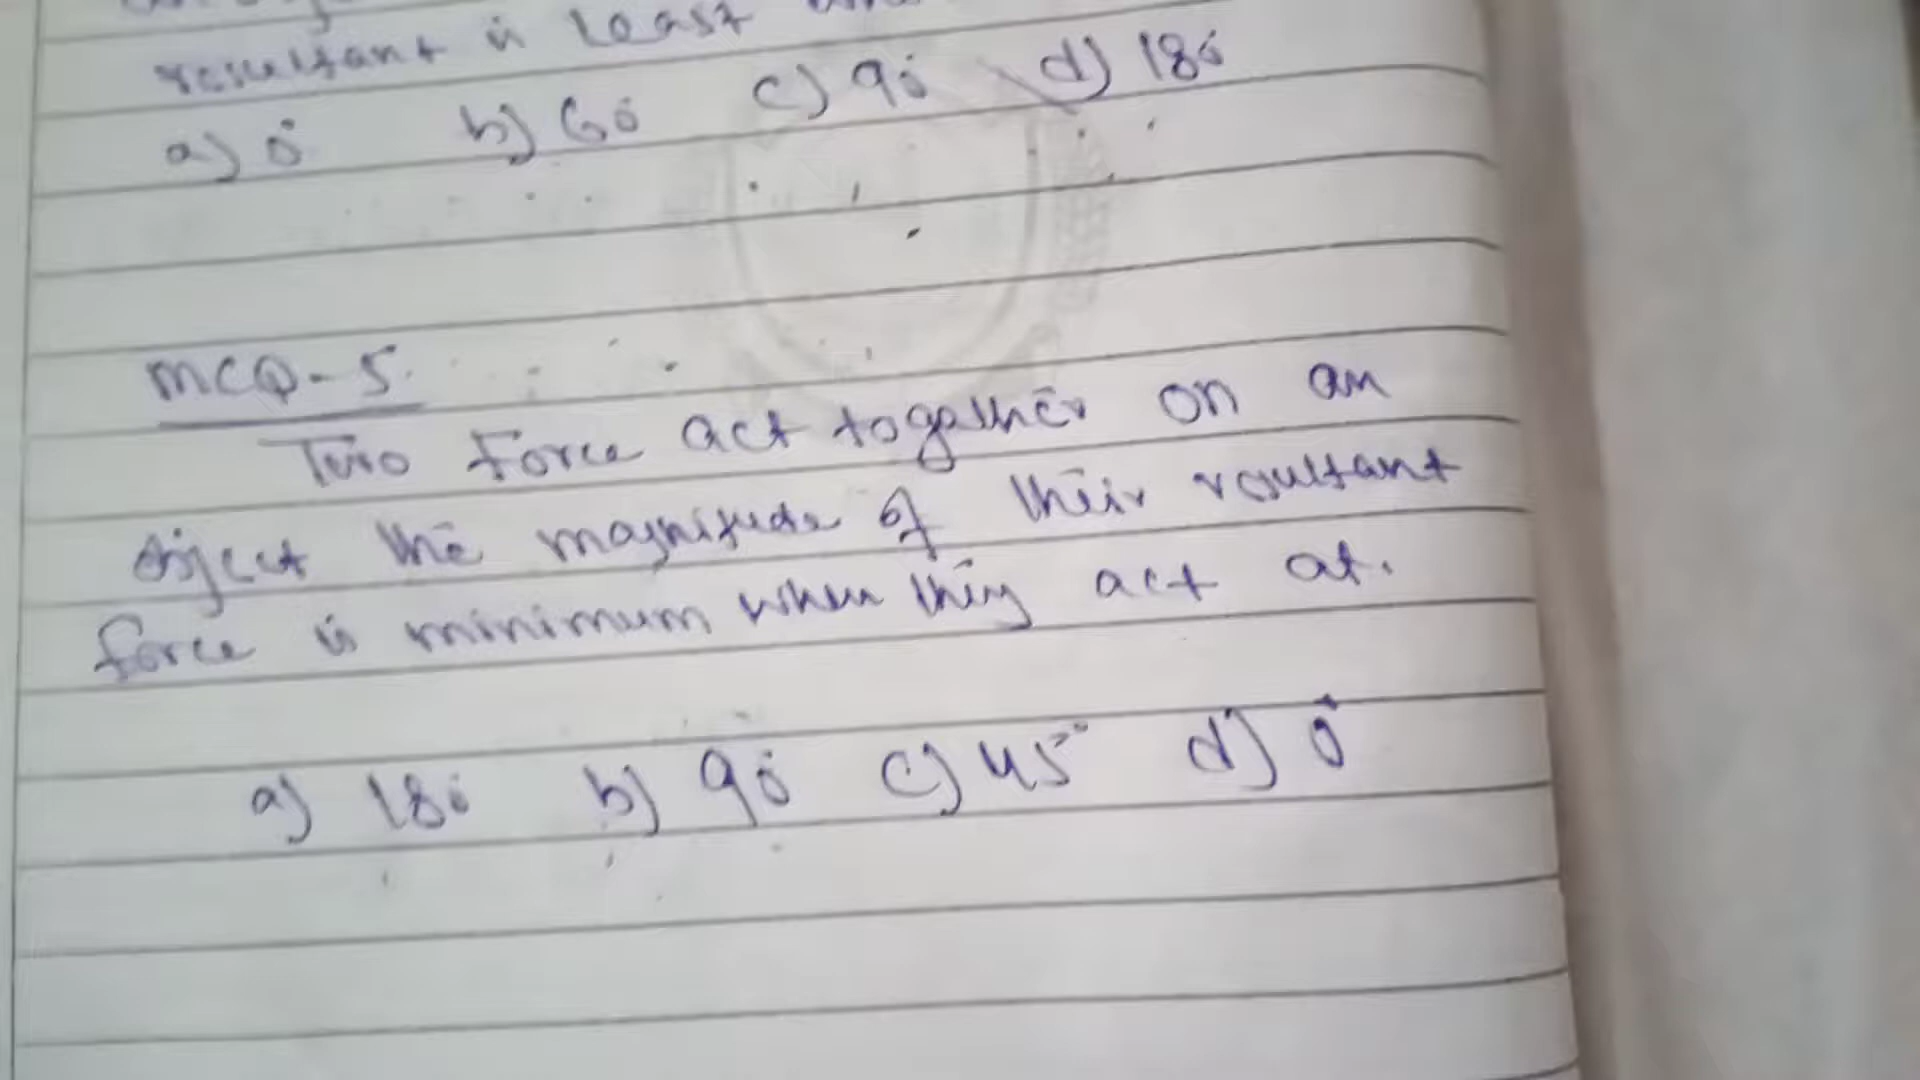 resultant is least
a) 0° b) 60° c) 90° d) 180°
MCQ-5.
Two Force act together on an
object the magnitude of their resultant
force is minimum when they act at.
a) 180° b) 90° c) 45° d) 0°